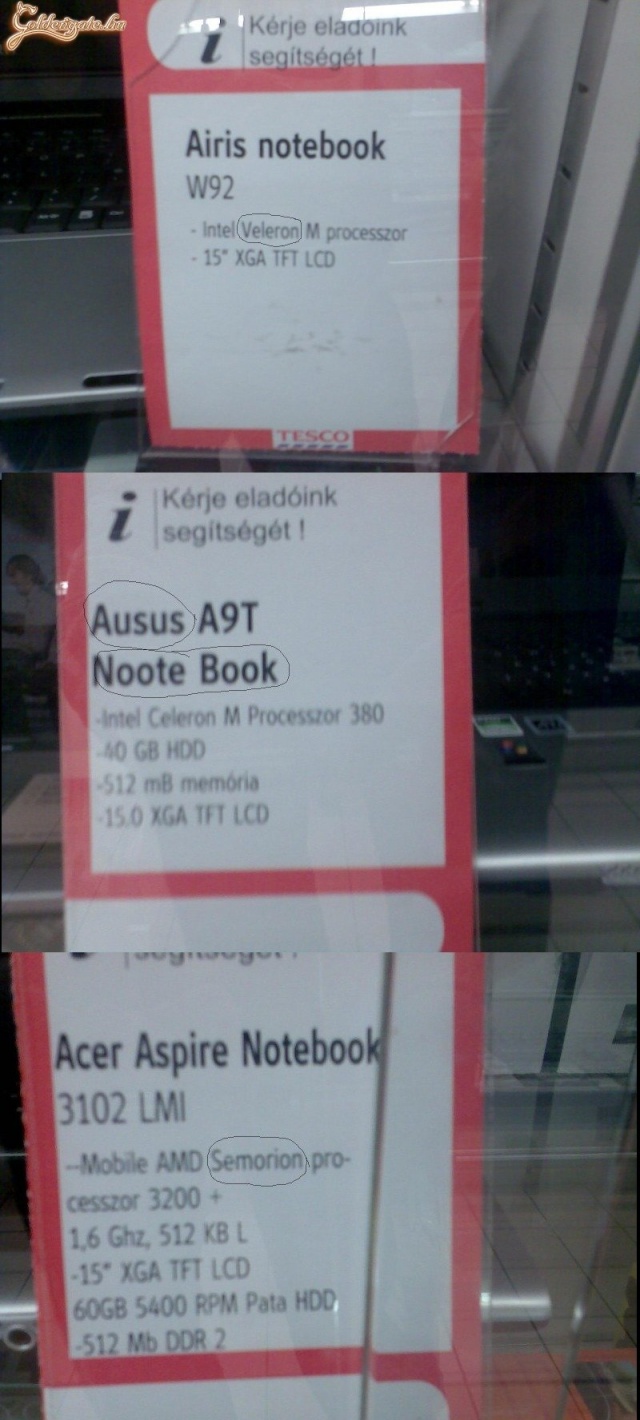 Goldengate.hu
Kérje eladóink
segítségét !
Airis notebook
W92
- Intel Veleron M processzor
- 15" XGA TFT LCD
TESCO
Kérje eladóink
segítségét !
Ausus A9T
Noote Book
-Intel Celeron M Processzor 380
-40 GB HDD
-512 mB memória
-15.0 XGA TFT LCD
segítségét !
Acer Aspire Notebook
3102 LMI
--Mobile AMD Semorion pro-
cesszor 3200 +
1,6 Ghz, 512 KB L
-15" XGA TFT LCD
60GB 5400 RPM Pata HDD
-512 Mb DDR 2